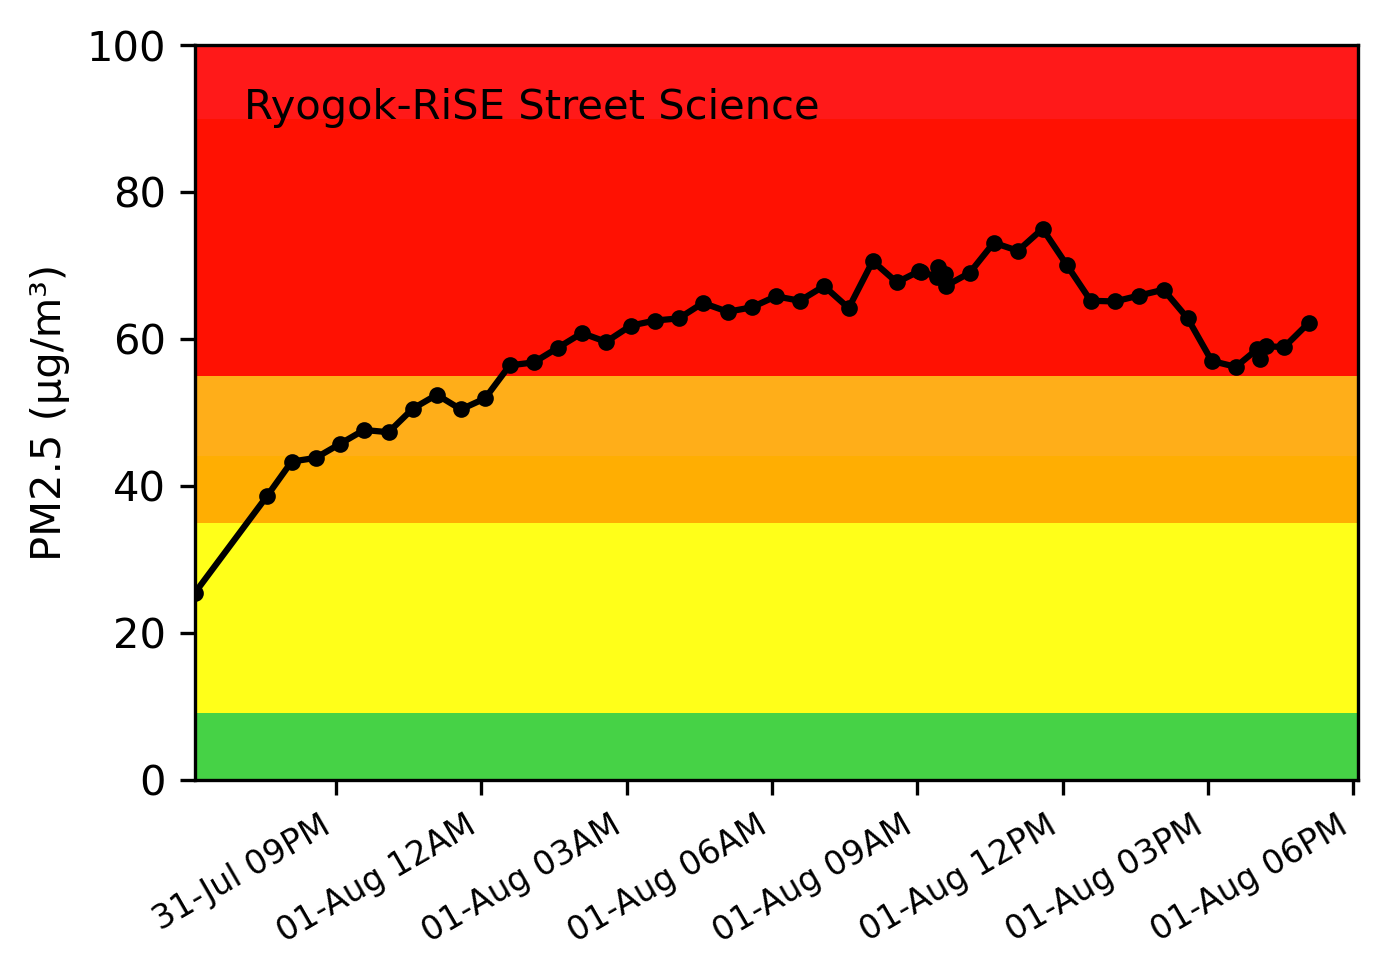 Ryogok-RiSE Street Science
PM2.5 (µg/m³)
100
80
60
40
20
0
31-Jul 09PM
01-Aug 12AM
01-Aug 03AM
01-Aug 06AM
01-Aug 09AM
01-Aug 12PM
01-Aug 03PM
01-Aug 06PM